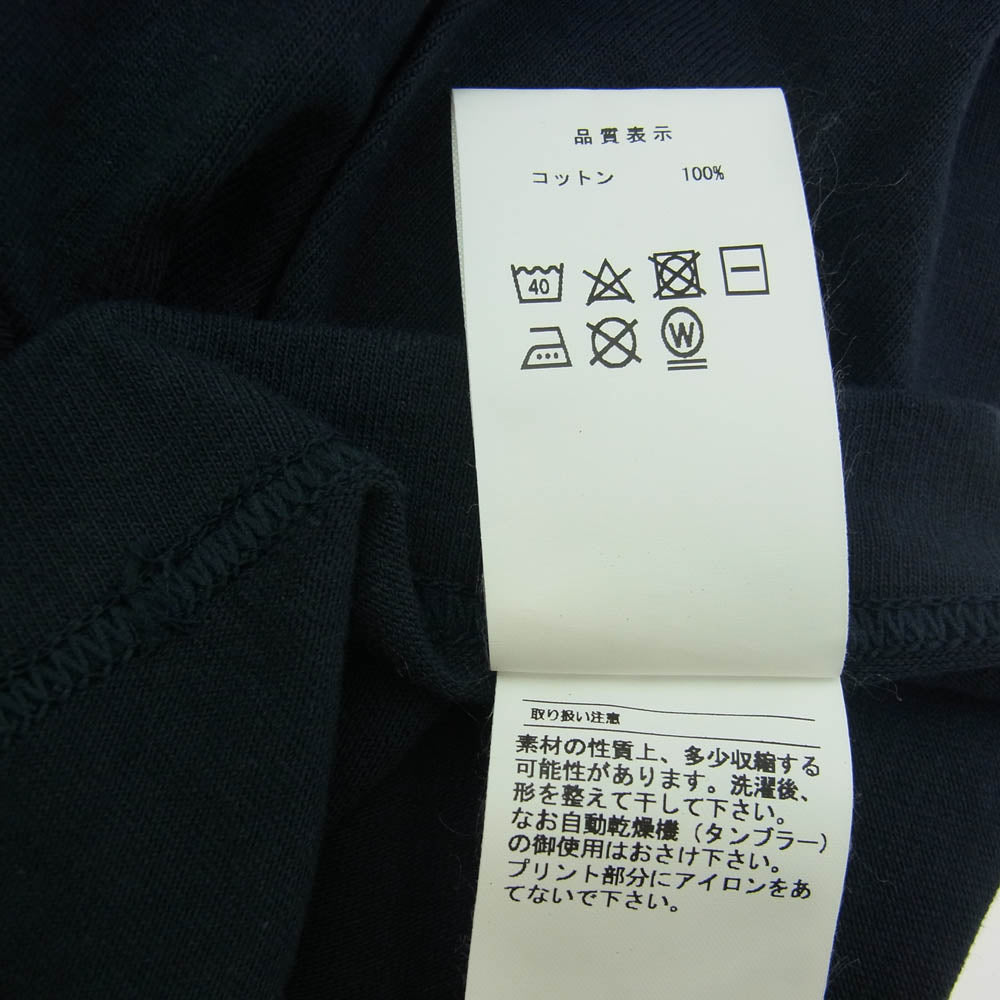 品質表示
コットン 100%
40
W
取り扱い注意
素材の性質上、多少収縮する
可能性があります。洗濯後、
形を整えて干して下さい。
なお自動乾燥機（タンブラー）
の御使用はおさけ下さい。
プリント部分にアイロンをあ
てないで下さい。